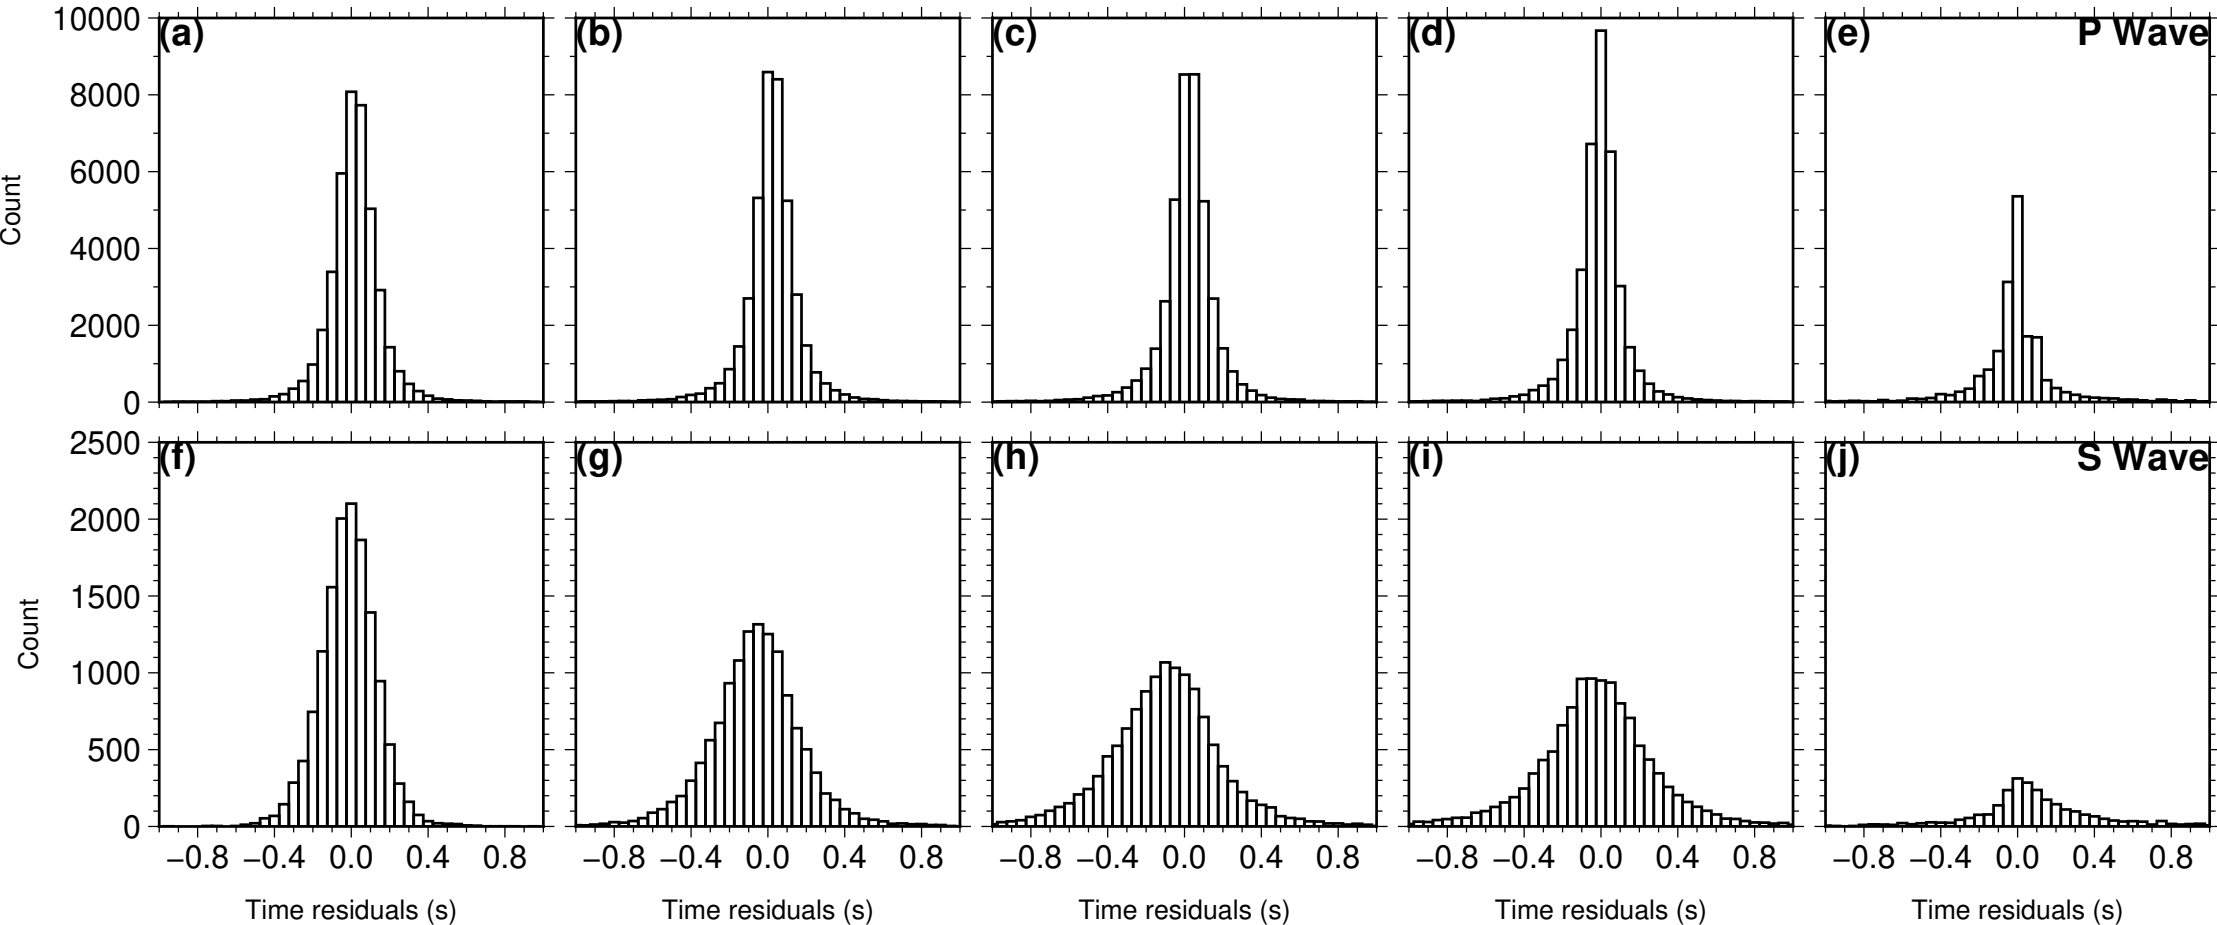 (a) (b) (c) (d) (e) P Wave
10000
8000
6000
4000
2000
0
Count
(f) (g) (h) (i) (j) S Wave
2500
2000
1500
1000
500
0
Count
−0.8 −0.4 0.0 0.4 0.8 −0.8 −0.4 0.0 0.4 0.8 −0.8 −0.4 0.0 0.4 0.8 −0.8 −0.4 0.0 0.4 0.8 −0.8 −0.4 0.0 0.4 0.8
Time residuals (s) Time residuals (s) Time residuals (s) Time residuals (s) Time residuals (s)